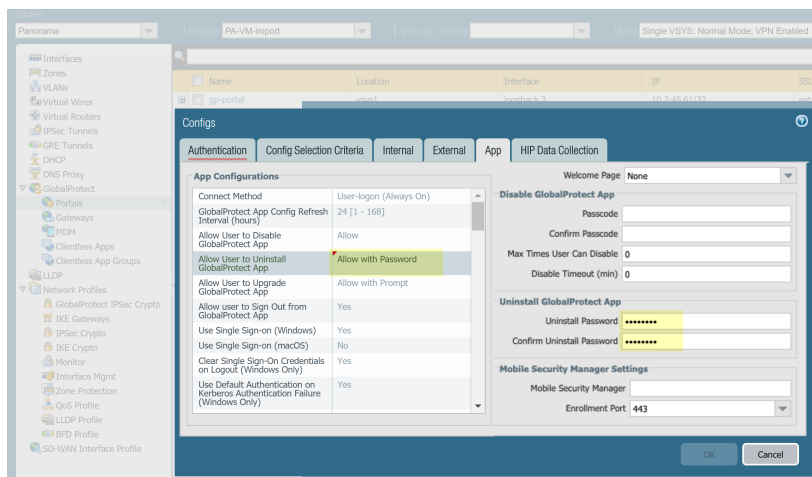 Context
Panorama
Template PA-VM-import
View by Device
Mode Single VSYS; Normal Mode; VPN Enabled
Interfaces
Zones
VLANs
Virtual Wires
Virtual Routers
IPSec Tunnels
GRE Tunnels
DHCP
DNS Proxy
GlobalProtect
Portals
Gateways
MDM
Clientless Apps
Clientless App Groups
LLDP
Network Profiles
GlobalProtect IPSec Crypto
IKE Gateways
IPSec Crypto
IKE Crypto
Monitor
Interface Mgmt
Zone Protection
QoS Profile
LLDP Profile
BFD Profile
SD-WAN Interface Profile
Name Location Interface IP SSL
gp-portal vsys1 loopback.3 10.2.45.61/32 ext
Configs
Authentication Config Selection Criteria Internal External App HIP Data Collection
App Configurations
Connect Method User-logon (Always On)
GlobalProtect App Config Refresh 24 [1 - 168]
Interval (hours)
Allow User to Disable Allow
GlobalProtect App
Allow User to Uninstall Allow with Password
GlobalProtect App
Allow User to Upgrade Allow with Prompt
GlobalProtect App
Allow user to Sign Out from Yes
GlobalProtect App
Use Single Sign-on (Windows) Yes
Use Single Sign-on (macOS) No
Clear Single Sign-On Credentials Yes
on Logout (Windows Only)
Use Default Authentication on Yes
Kerberos Authentication Failure
(Windows Only)
Welcome Page None
Disable GlobalProtect App
Passcode
Confirm Passcode
Max Times User Can Disable 0
Disable Timeout (min) 0
Uninstall GlobalProtect App
Uninstall Password ••••••••
Confirm Uninstall Password ••••••••
Mobile Security Manager Settings
Mobile Security Manager
Enrollment Port 443
OK Cancel